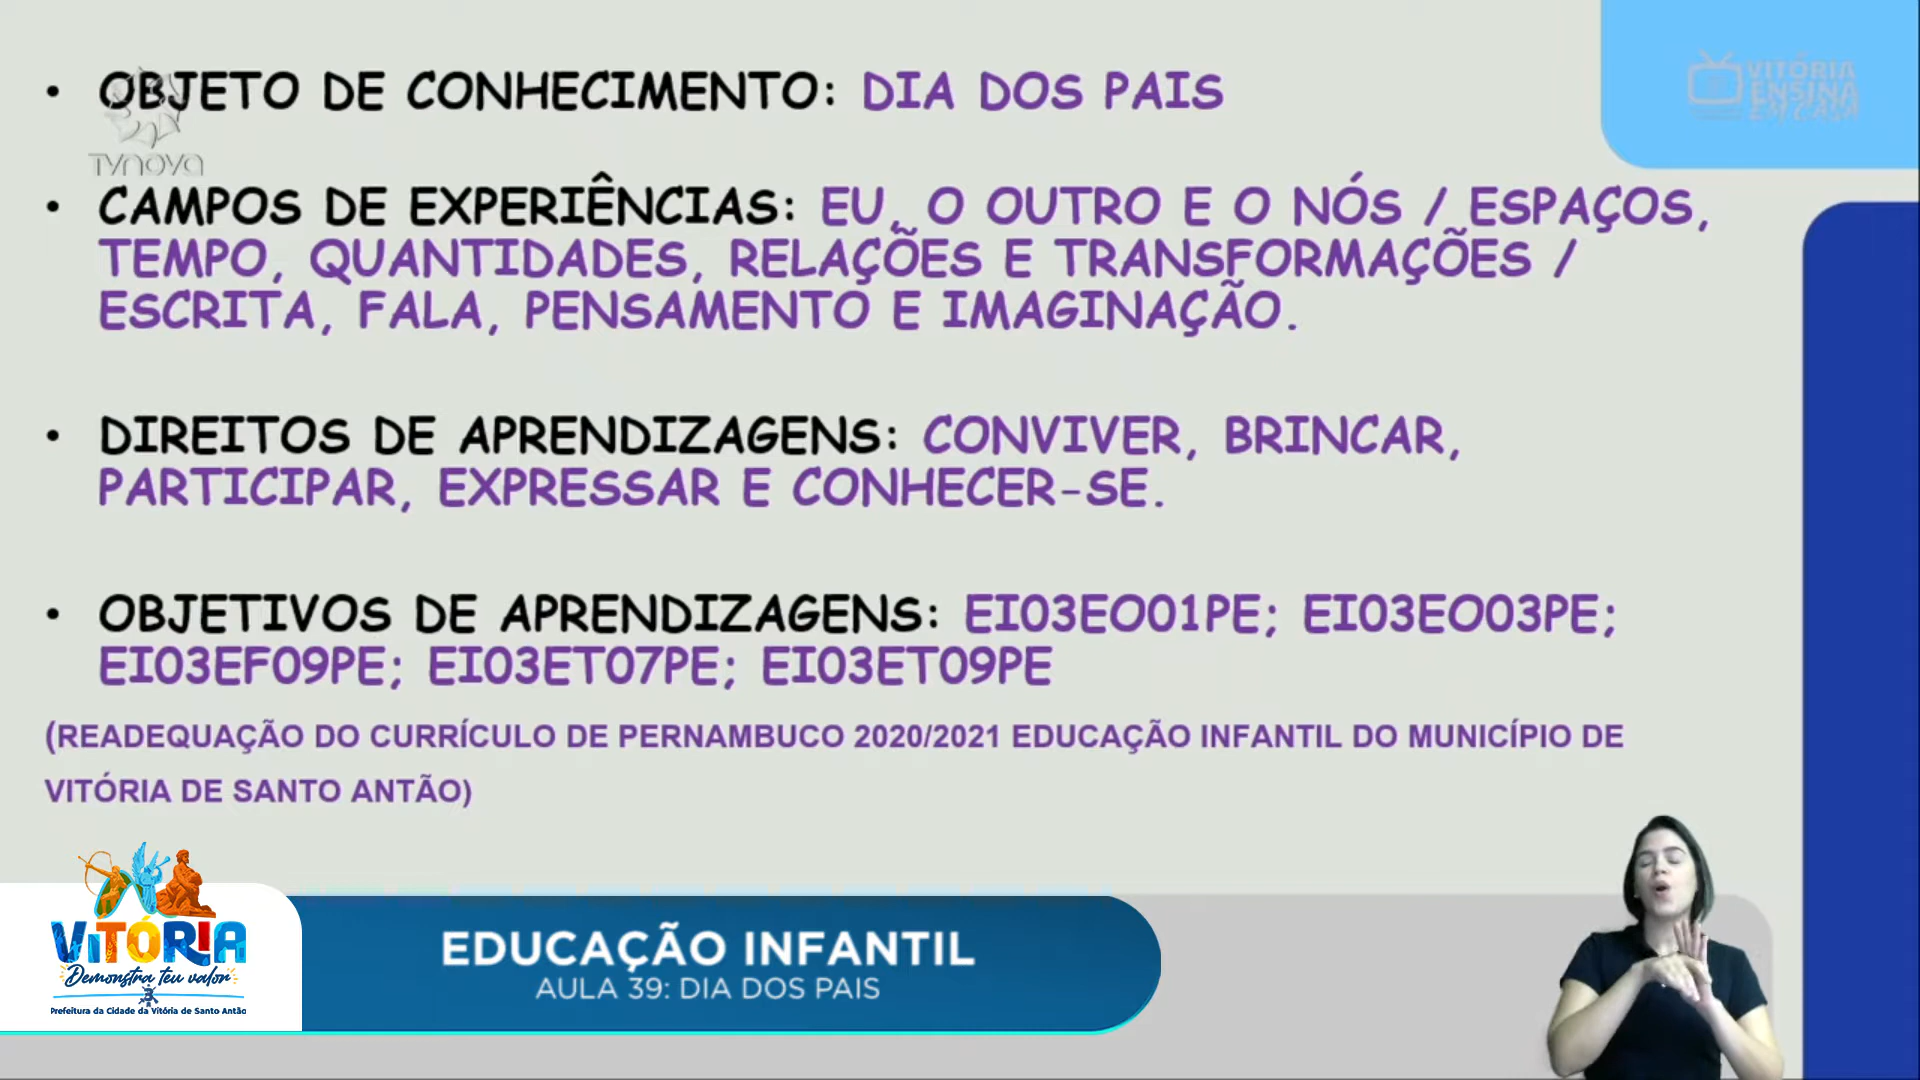 • OBJETO DE CONHECIMENTO: DIA DOS PAIS
TVNOVA
VITÓRIA
ENSINA
EM CASA
• CAMPOS DE EXPERIÊNCIAS: EU, O OUTRO E O NÓS / ESPAÇOS,
TEMPO, QUANTIDADES, RELAÇÕES E TRANSFORMAÇÕES /
ESCRITA, FALA, PENSAMENTO E IMAGINAÇÃO.
• DIREITOS DE APRENDIZAGENS: CONVIVER, BRINCAR,
PARTICIPAR, EXPRESSAR E CONHECER-SE.
• OBJETIVOS DE APRENDIZAGENS: EI03EO01PE; EI03EO03PE;
EI03EF09PE; EI03ET07PE; EI03ET09PE
(READEQUAÇÃO DO CURRÍCULO DE PERNAMBUCO 2020/2021 EDUCAÇÃO INFANTIL DO MUNICÍPIO DE
VITÓRIA DE SANTO ANTÃO)
VITÓRIA
Demonstra teu valor
Prefeitura da Cidade da Vitória de Santo Antão
EDUCAÇÃO INFANTIL
AULA 39: DIA DOS PAIS